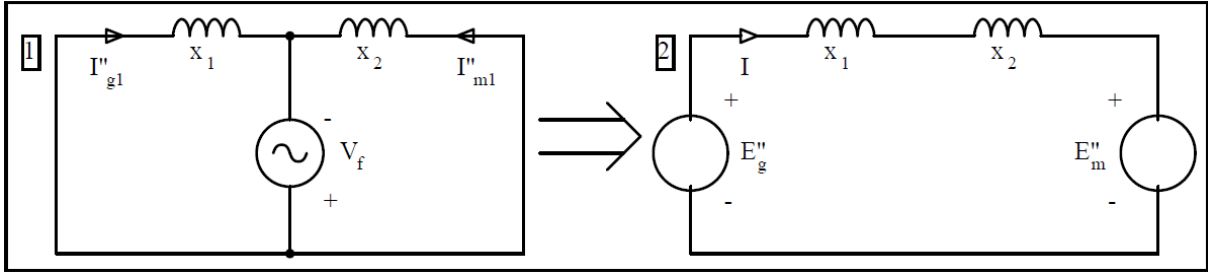 1
I"g1
X1
X2
I"m1
-
Vf
+
2
I
X1
X2
+
E"g
-
+
E"m
-